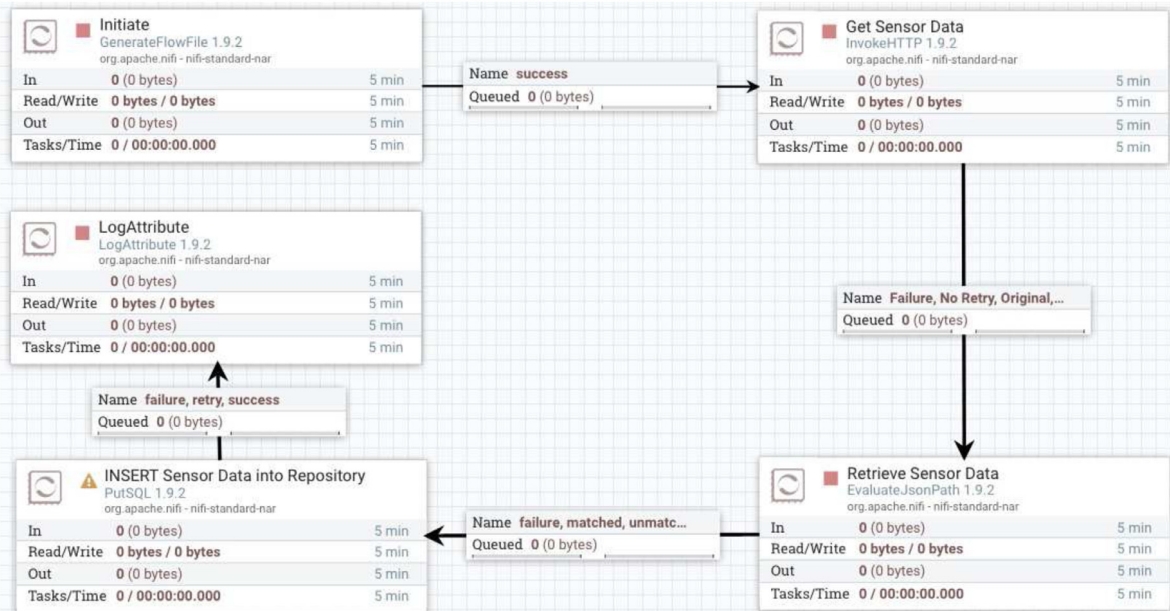 Initiate
GenerateFlowFile 1.9.2
org.apache.nifi - nifi-standard-nar
In 0 (0 bytes) 5 min
Read/Write 0 bytes / 0 bytes 5 min
Out 0 (0 bytes) 5 min
Tasks/Time 0 / 00:00:00.000 5 min
Name success
Queued 0 (0 bytes)
Get Sensor Data
InvokeHTTP 1.9.2
org.apache.nifi - nifi-standard-nar
In 0 (0 bytes) 5 min
Read/Write 0 bytes / 0 bytes 5 min
Out 0 (0 bytes) 5 min
Tasks/Time 0 / 00:00:00.000 5 min
Name Failure, No Retry, Original,...
Queued 0 (0 bytes)
Retrieve Sensor Data
EvaluateJsonPath 1.9.2
org.apache.nifi - nifi-standard-nar
In 0 (0 bytes) 5 min
Read/Write 0 bytes / 0 bytes 5 min
Out 0 (0 bytes) 5 min
Tasks/Time 0 / 00:00:00.000 5 min
Name failure, matched, unmatc...
Queued 0 (0 bytes)
INSERT Sensor Data into Repository
PutSQL 1.9.2
org.apache.nifi - nifi-standard-nar
In 0 (0 bytes) 5 min
Read/Write 0 bytes / 0 bytes 5 min
Out 0 (0 bytes) 5 min
Tasks/Time 0 / 00:00:00.000 5 min
Name failure, retry, success
Queued 0 (0 bytes)
LogAttribute
LogAttribute 1.9.2
org.apache.nifi - nifi-standard-nar
In 0 (0 bytes) 5 min
Read/Write 0 bytes / 0 bytes 5 min
Out 0 (0 bytes) 5 min
Tasks/Time 0 / 00:00:00.000 5 min